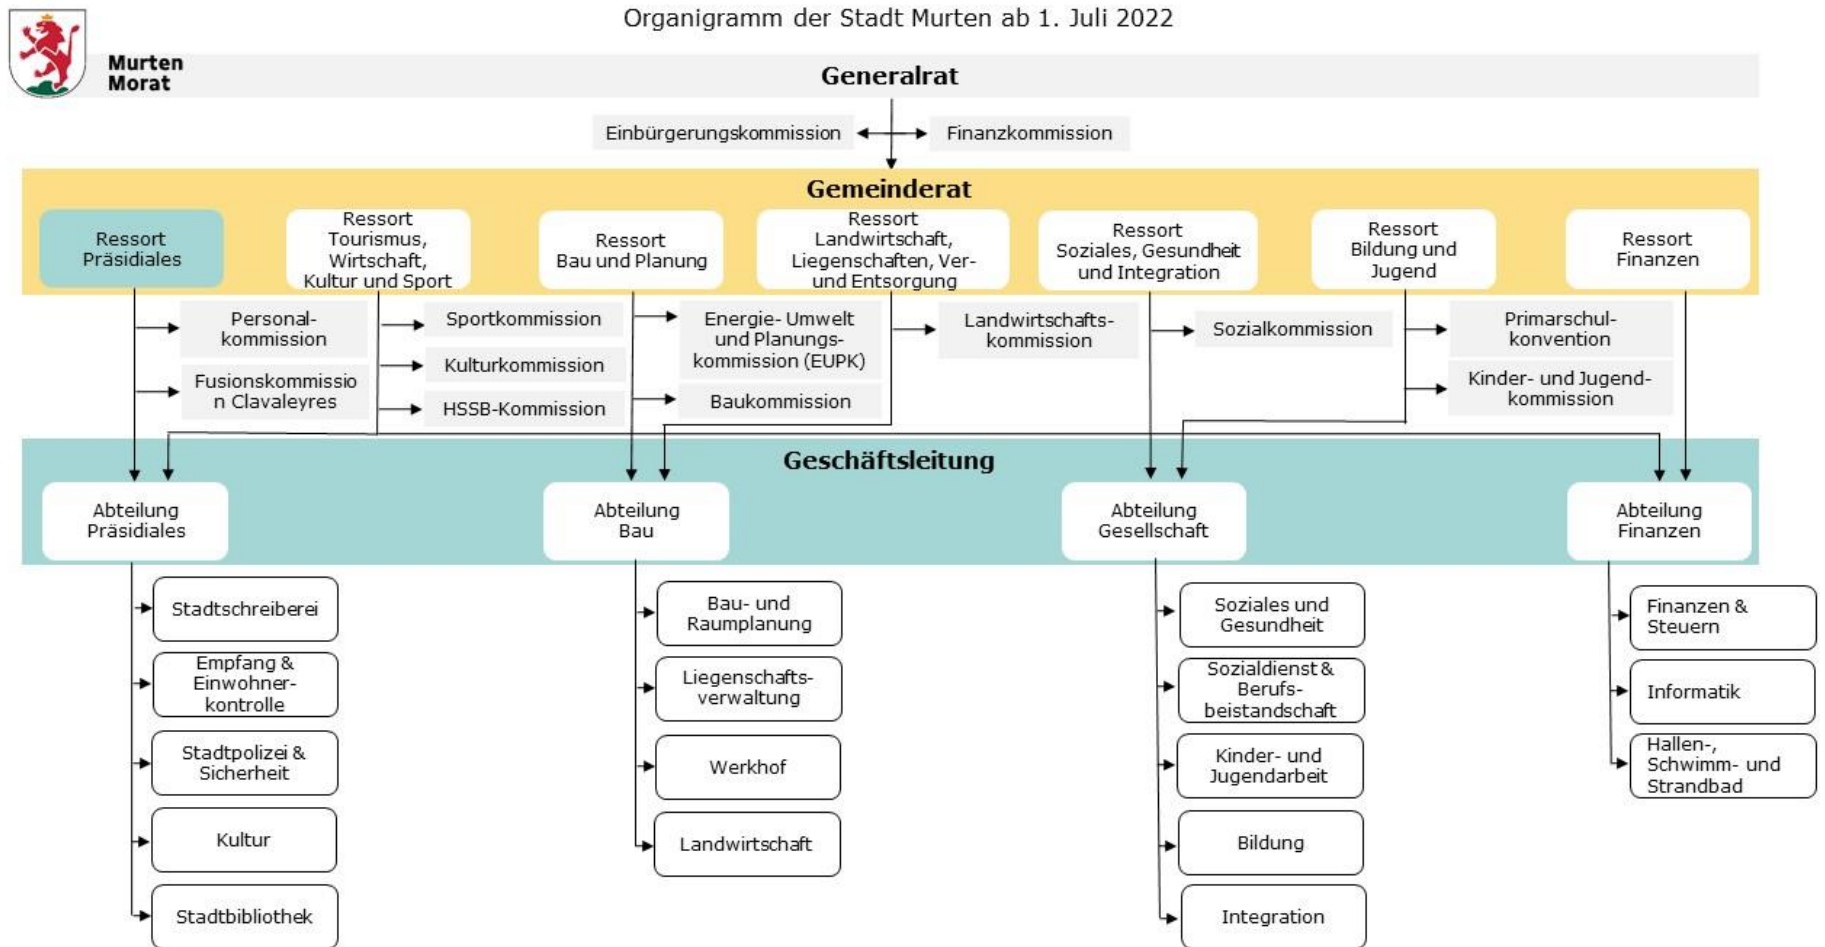 Organigramm der Stadt Murten ab 1. Juli 2022
Murten
Morat
Generalrat
Einbürgerungskommission
Finanzkommission
Gemeinderat
Ressort
Präsidiales
Ressort
Tourismus,
Wirtschaft,
Kultur und Sport
Ressort
Bau und Planung
Ressort
Landwirtschaft,
Liegenschaften, Ver-
und Entsorgung
Ressort
Soziales, Gesundheit
und Integration
Ressort
Bildung und
Jugend
Ressort
Finanzen
Personal-
kommission
Fusionskommissio
n Clavaleyres
Sportkommission
Kulturkommission
HSSB-Kommission
Energie- Umwelt
und Planungs-
kommission (EUPK)
Baukommission
Landwirtschafts-
kommission
Sozialkommission
Primarschul-
konvention
Kinder- und Jugend-
kommission
Geschäftsleitung
Abteilung
Präsidiales
Abteilung
Bau
Abteilung
Gesellschaft
Abteilung
Finanzen
Stadtschreiberei
Empfang &
Einwohner-
kontrolle
Stadtpolizei &
Sicherheit
Kultur
Stadtbibliothek
Bau- und
Raumplanung
Liegenschafts-
verwaltung
Werkhof
Landwirtschaft
Soziales und
Gesundheit
Sozialdienst &
Berufs-
beistandschaft
Kinder- und
Jugendarbeit
Bildung
Integration
Finanzen &
Steuern
Informatik
Hallen-,
Schwimm- und
Strandbad